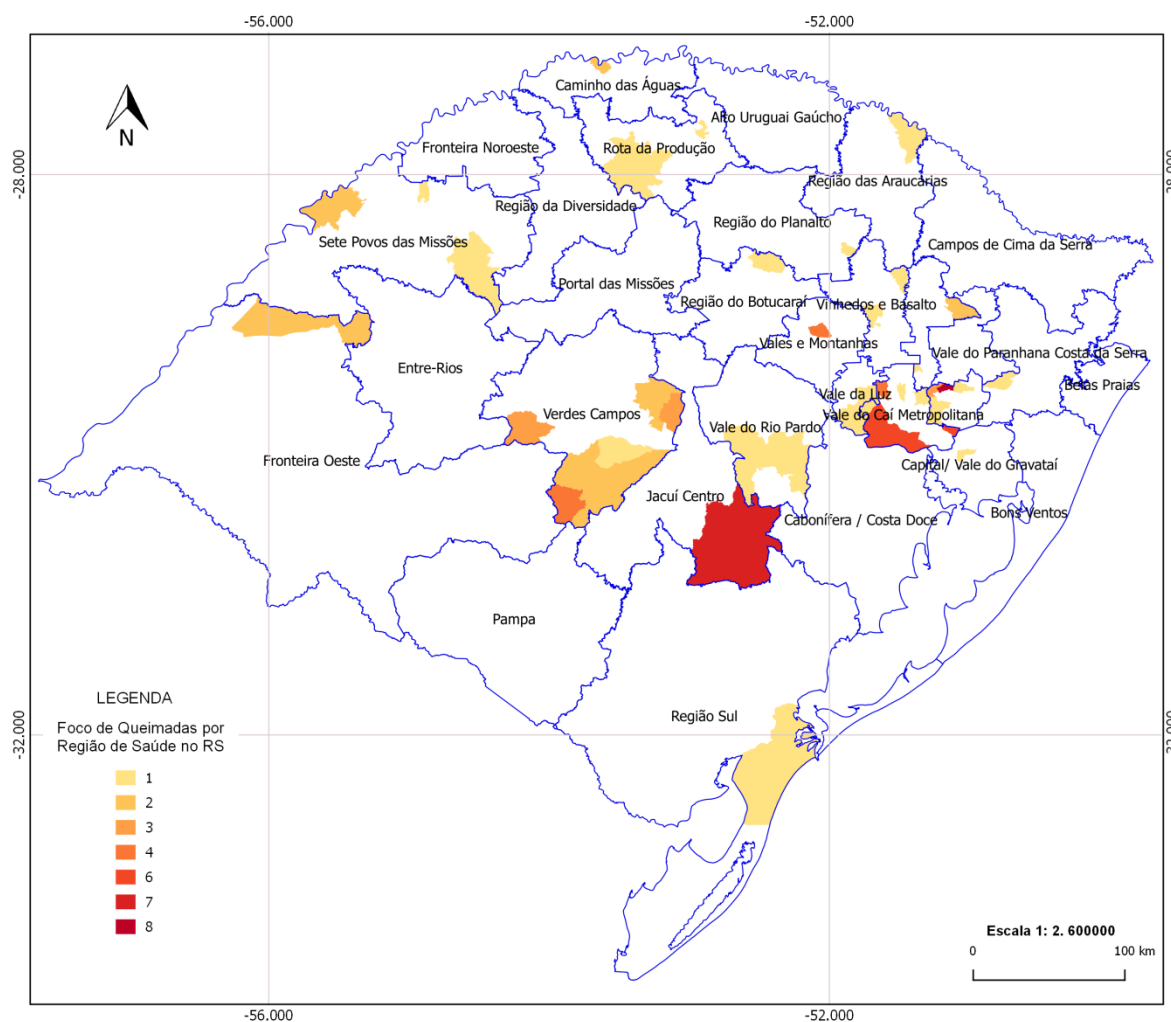 -56.000
-52.000
N
Caminho das Águas
Alto Uruguai Gaúcho
Fronteira Noroeste
Rota da Produção
-28.000
-28.000
Região das Araucárias
Região da Diversidade
Região do Planalto
Sete Povos das Missões
Campos de Cima da Serra
Portal das Missões
Região do Botucaraí
Vinhedos e Basalto
Vales e Montanhas
Vale do Paranhana Costa da Serra
Entre-Rios
Belas Praias
Vale da Luz
Verdes Campos
Vale do Caí Metropolitana
Vale do Rio Pardo
Fronteira Oeste
Capital/ Vale do Gravataí
Jacuí Centro
Bons Ventos
Cabonífera / Costa Doce
Pampa
Região Sul
-32.000
-32.000
LEGENDA
Foco de Queimadas por
Região de Saúde no RS
1
2
3
4
6
7
8
Escala 1: 2. 600000
0
100 km
-56.000
-52.000